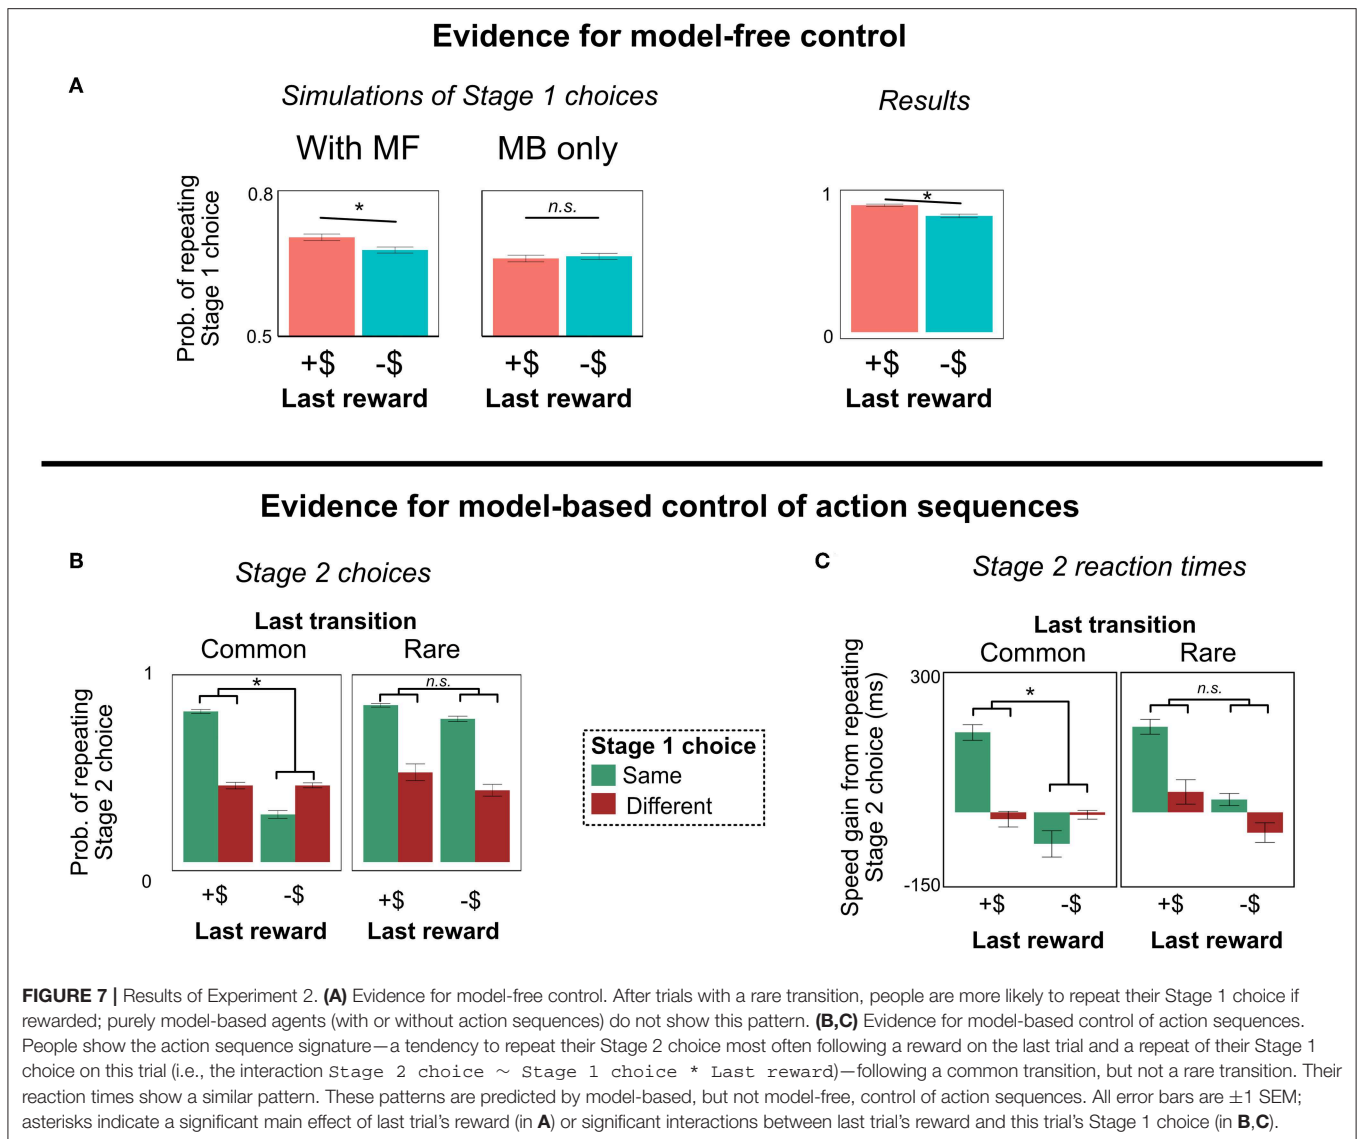 Evidence for model-free control
A
Simulations of Stage 1 choices
Results
With MF
MB only
Prob. of repeating
Stage 1 choice
0.8
0.5
*
n.s.
1
0
*
+$ -$
Last reward
+$ -$
Last reward
+$ -$
Last reward
Evidence for model-based control of action sequences
B
Stage 2 choices
Last transition
Common
Rare
Prob. of repeating
Stage 2 choice
1
0
*
n.s.
+$ -$
Last reward
+$ -$
Last reward
Stage 1 choice
Same
Different
C
Stage 2 reaction times
Last transition
Common
Rare
Speed gain from repeating
Stage 2 choice (ms)
300
-150
*
n.s.
+$ -$
Last reward
+$ -$
Last reward
FIGURE 7 | Results of Experiment 2. (A) Evidence for model-free control. After trials with a rare transition, people are more likely to repeat their Stage 1 choice if
rewarded; purely model-based agents (with or without action sequences) do not show this pattern. (B,C) Evidence for model-based control of action sequences.
People show the action sequence signature—a tendency to repeat their Stage 2 choice most often following a reward on the last trial and a repeat of their Stage 1
choice on this trial (i.e., the interaction Stage 2 choice ∼ Stage 1 choice * Last reward)—following a common transition, but not a rare transition. Their
reaction times show a similar pattern. These patterns are predicted by model-based, but not model-free, control of action sequences. All error bars are ±1 SEM;
asterisks indicate a significant main effect of last trial's reward (in A) or significant interactions between last trial's reward and this trial's Stage 1 choice (in B,C).